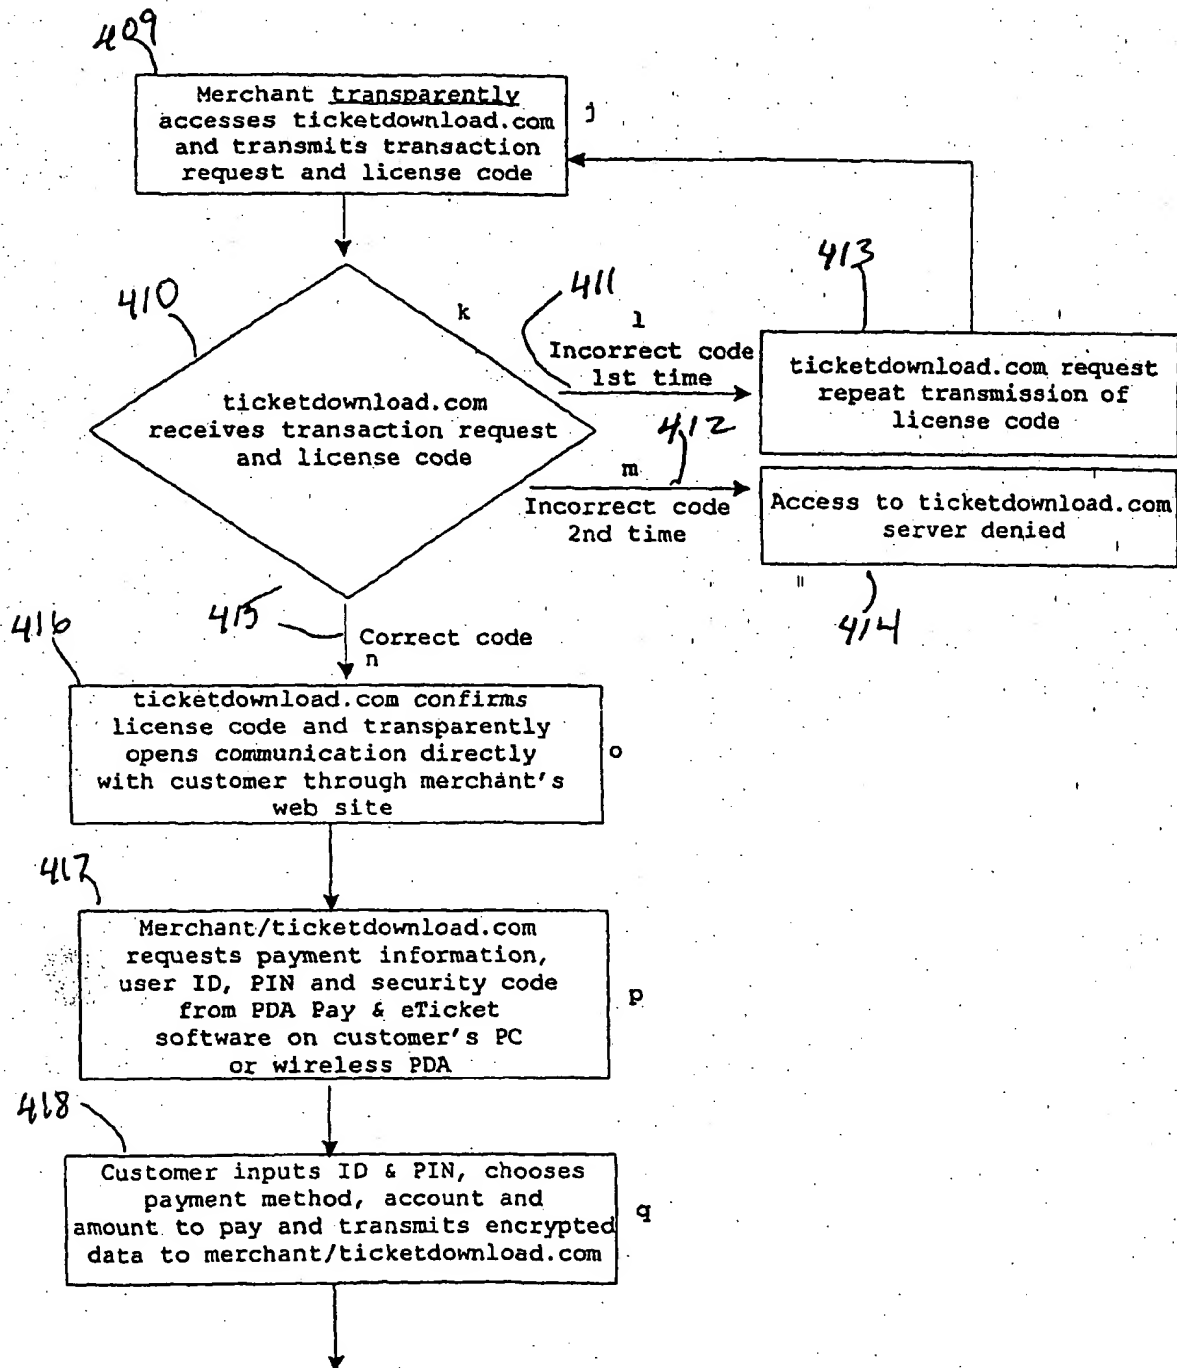 409
Merchant transparently
accesses ticketdownload.com
and transmits transaction
request and license code
j
410
k
411
l
Incorrect code
1st time
413
ticketdownload.com request
repeat transmission of
license code
ticketdownload.com
receives transaction request
and license code
412
m
Incorrect code
2nd time
Access to ticketdownload.com
server denied
414
415
Correct code
n
416
ticketdownload.com confirms
license code and transparently
opens communication directly
with customer through merchant's
web site
o
417
Merchant/ticketdownload.com
requests payment information,
user ID, PIN and security code
from PDA Pay & eTicket
software on customer's PC
or wireless PDA
p
418
Customer inputs ID & PIN, chooses
payment method, account and
amount to pay and transmits encrypted
data to merchant/ticketdownload.com
q